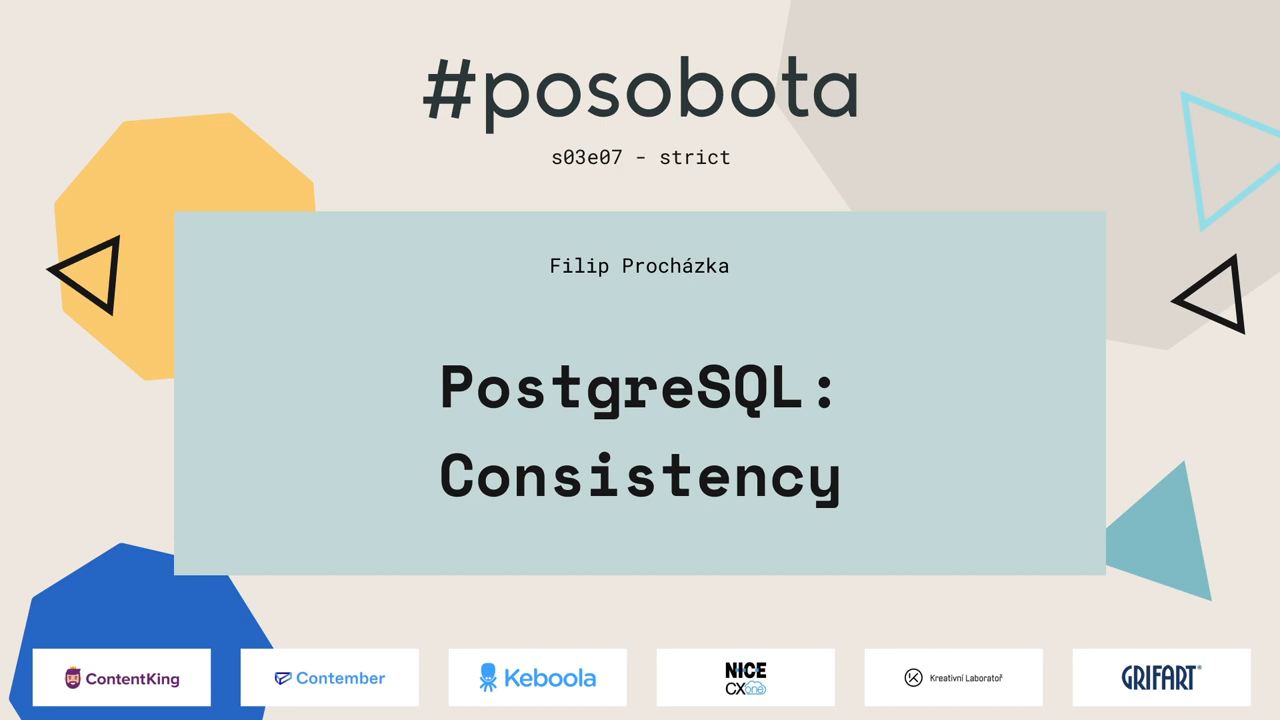 #posobota
s03e07 - strict
Filip Procházka
PostgreSQL:
Consistency
ContentKing
Contember
Keboola
NICE
CXone
Kreativní Laboratoř
GRIFART®